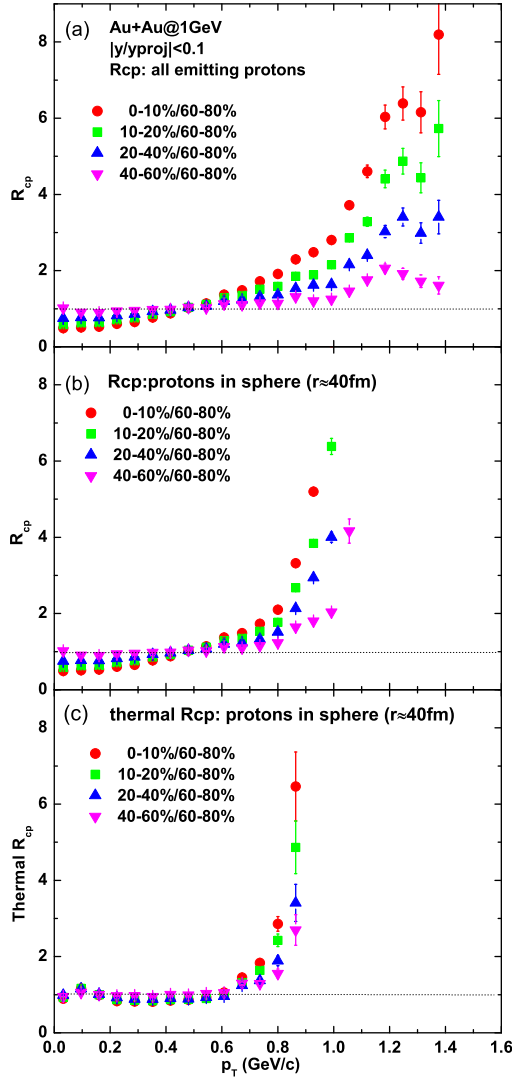 (a)
Au+Au@1GeV
|y/yproj|<0.1
Rcp: all emitting protons
0-10%/60-80%
10-20%/60-80%
20-40%/60-80%
40-60%/60-80%
8
6
4
2
0
R_cp
(b)
Rcp:protons in sphere (r≈40fm)
0-10%/60-80%
10-20%/60-80%
20-40%/60-80%
40-60%/60-80%
8
6
4
2
0
R_cp
(c)
thermal Rcp: protons in sphere (r≈40fm)
0-10%/60-80%
10-20%/60-80%
20-40%/60-80%
40-60%/60-80%
8
6
4
2
0
Thermal R_cp
0.0 0.2 0.4 0.6 0.8 1.0 1.2 1.4 1.6
p_T (GeV/c)